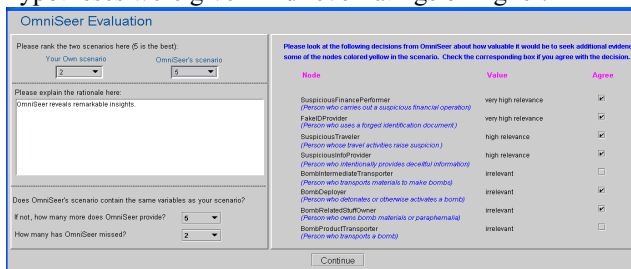 OmniSeer Evaluation
Please rank the two scenarios here (5 is the best):
Your Own scenario
OmniSeer's scenario
2
5
Please explain the rationale here:
OmniSeer reveals remarkable insights.
Does OmniSeer's scenario contain the same variables as your scenario?
If not, how many more does OmniSeer provide? 5
How many has OmniSeer missed? 2
Please look at the following decisions from OmniSeer about how valuable it would be to seek additional evidenc
some of the nodes colored yellow in the scenario. Check the corresponding box if you agree with the decision.
Node Value Agree
SuspiciousFinancePerformer very high relevance
(Person who carries out a suspicious financial operation)
FakeIDProvider very high relevance
(Person who uses a forged identification document)
SuspiciousTraveler high relevance
(Person whose travel activities raise suspicion)
SuspiciousInfoProvider high relevance
(Person who intentionally provides deceitful information)
BombIntermediateTransporter irrelevant
(Person who transports materials to make bombs)
BombDeployer irrelevant
(Person who detonates or otherwise activates a bomb)
BombRelatedStuffOwner irrelevant
(Person who owns bomb materials or paraphernalia)
BombProductTransporter irrelevant
(Person who transports a bomb)
Continue